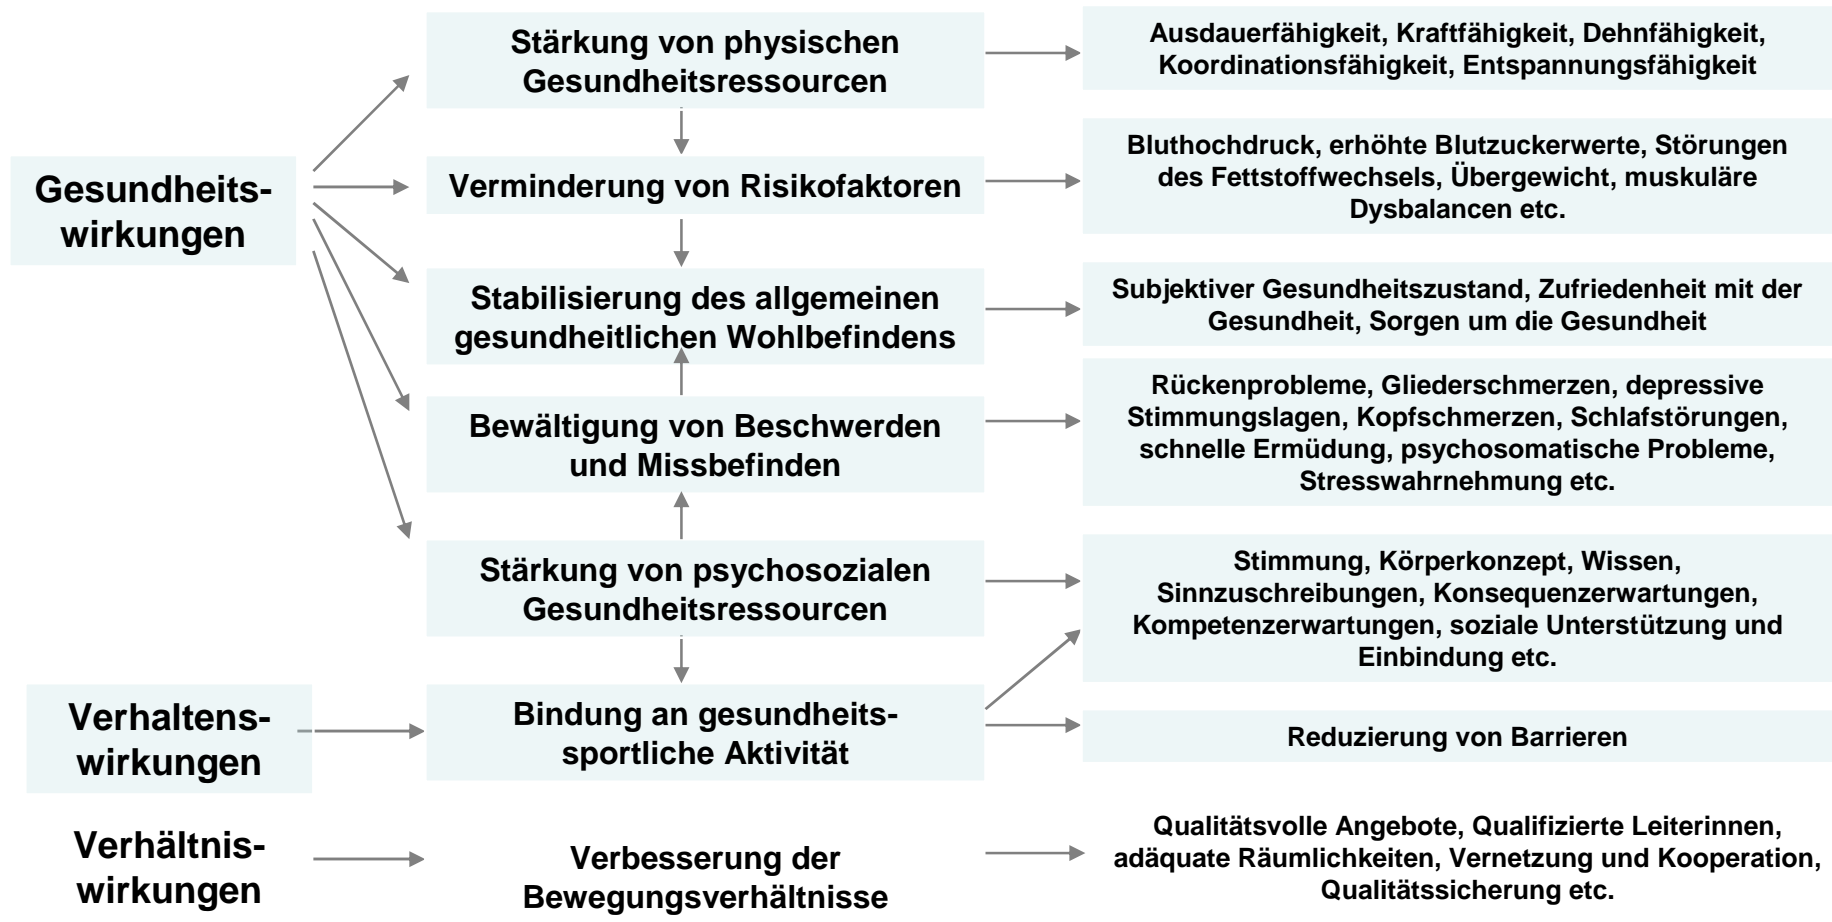 Stärkung von physischen
Gesundheitsressourcen
Ausdauerfähigkeit, Kraftfähigkeit, Dehnfähigkeit,
Koordinationsfähigkeit, Entspannungsfähigkeit
Gesundheits-
wirkungen
Verminderung von Risikofaktoren
Bluthochdruck, erhöhte Blutzuckerwerte, Störungen
des Fettstoffwechsels, Übergewicht, muskuläre
Dysbalancen etc.
Stabilisierung des allgemeinen
gesundheitlichen Wohlbefindens
Subjektiver Gesundheitszustand, Zufriedenheit mit der
Gesundheit, Sorgen um die Gesundheit
Bewältigung von Beschwerden
und Missbefinden
Rückenprobleme, Gliederschmerzen, depressive
Stimmungslagen, Kopfschmerzen, Schlafstörungen,
schnelle Ermüdung, psychosomatische Probleme,
Stresswahrnehmung etc.
Stärkung von psychosozialen
Gesundheitsressourcen
Stimmung, Körperkonzept, Wissen,
Sinnzuschreibungen, Konsequenzerwartungen,
Kompetenzerwartungen, soziale Unterstützung und
Einbindung etc.
Verhaltens-
wirkungen
Bindung an gesundheits-
sportliche Aktivität
Reduzierung von Barrieren
Verhältnis-
wirkungen
Verbesserung der
Bewegungsverhältnisse
Qualitätsvolle Angebote, Qualifizierte Leiterinnen,
adäquate Räumlichkeiten, Vernetzung und Kooperation,
Qualitätssicherung etc.